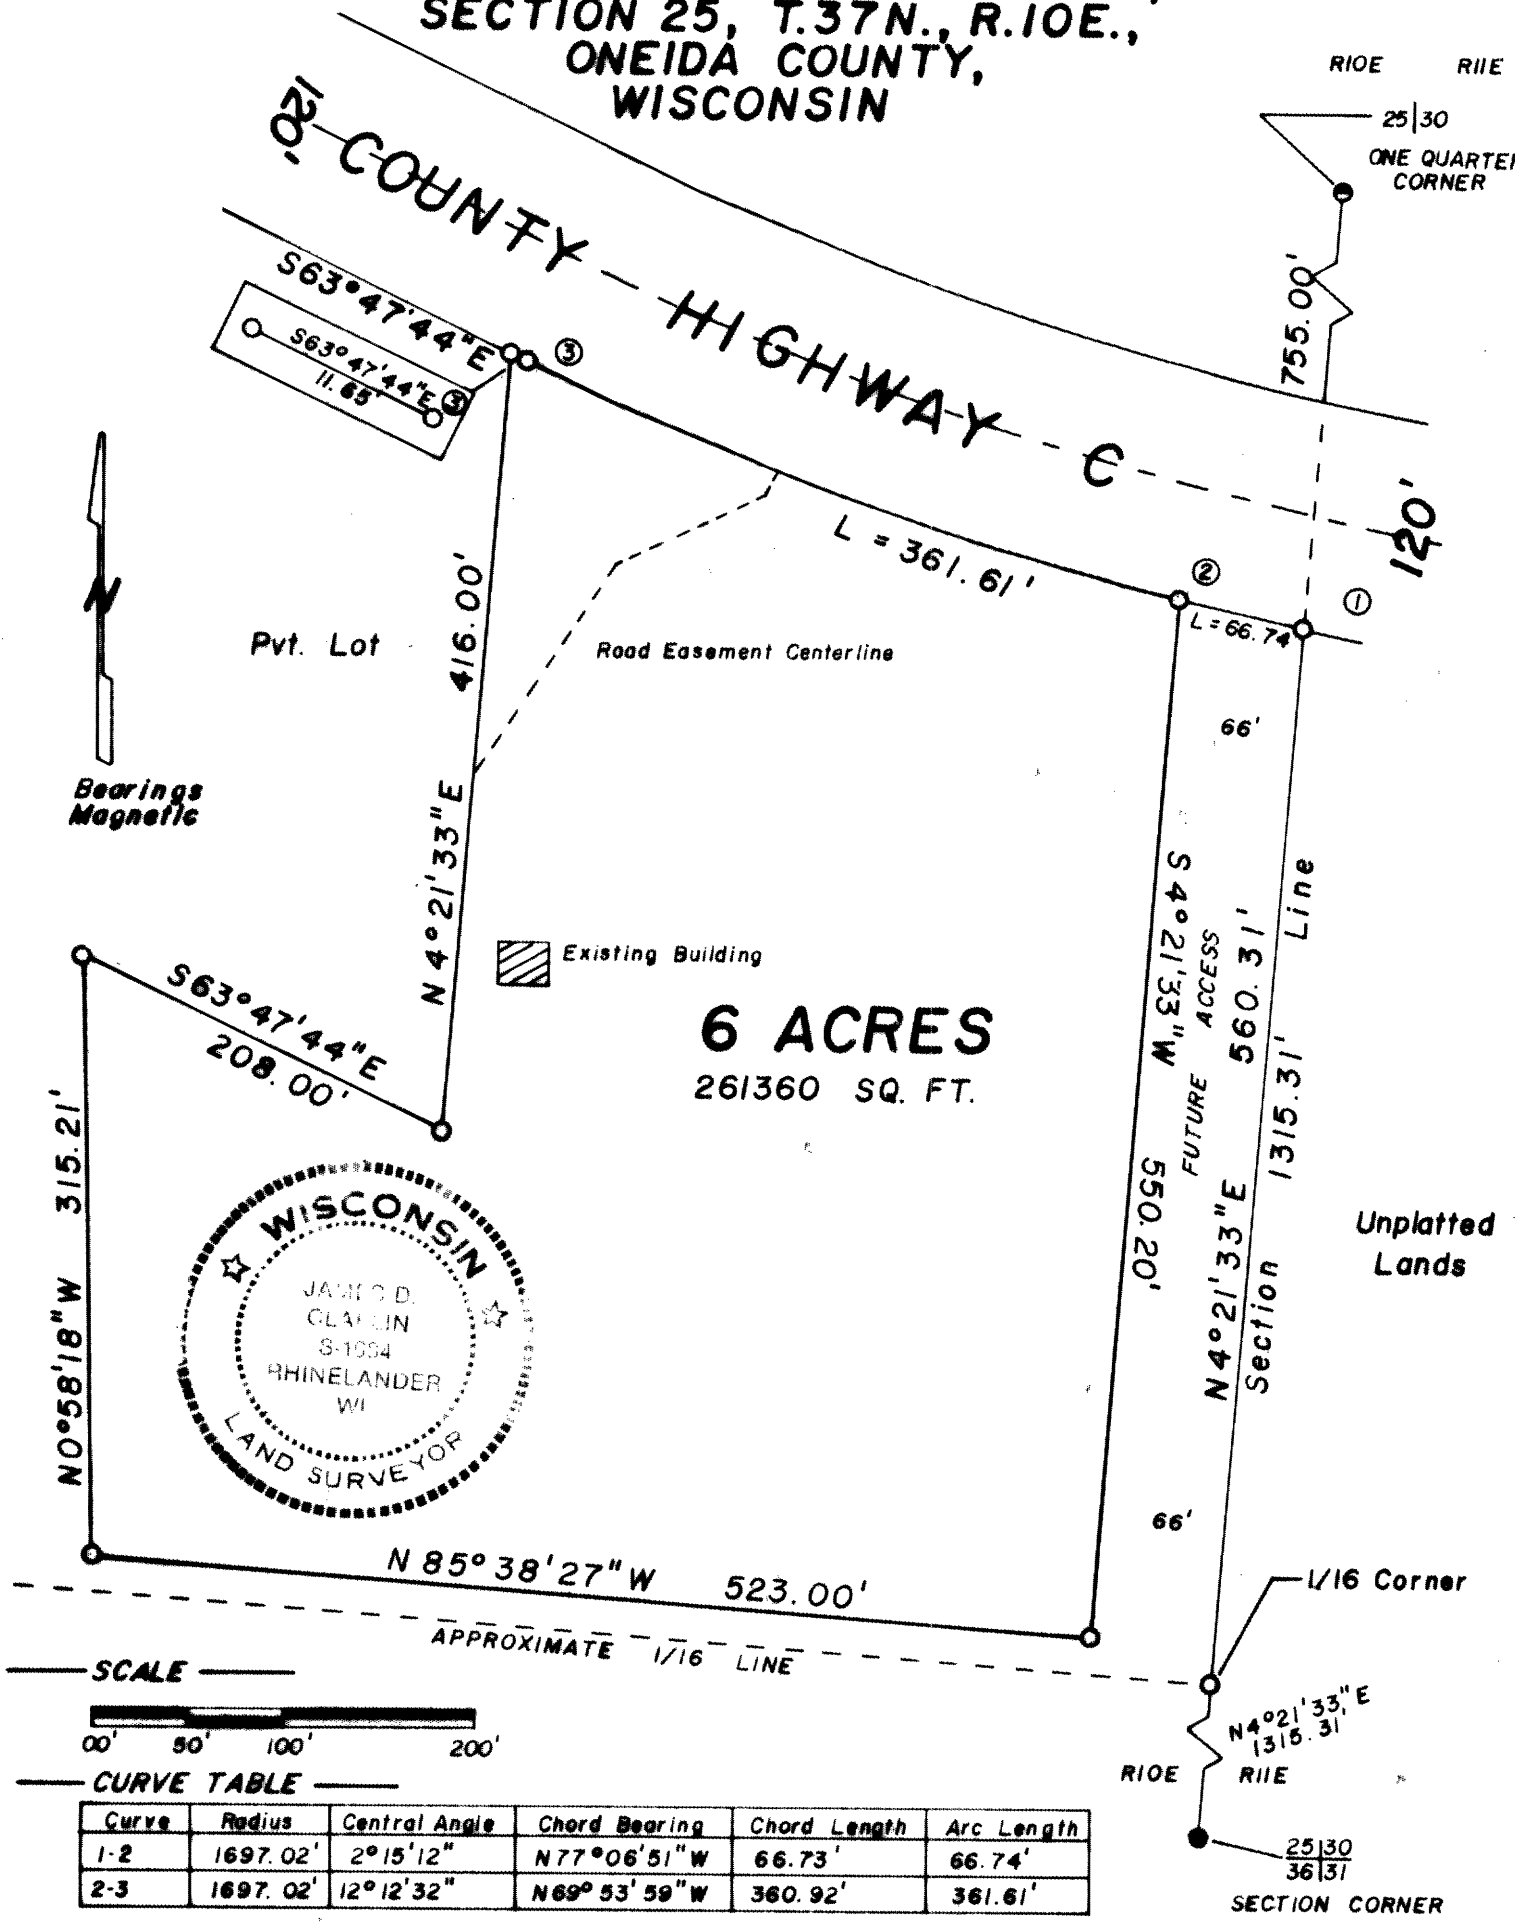 SECTION 25, T.37N., R.10E.,
ONEIDA COUNTY,
WISCONSIN
R10E R11E
25|30
ONE QUARTER
CORNER
120'
COUNTY HIGHWAY C
755.00'
S63°47'44"E
S63°47'44"E
11.65'
3
3
L = 361.61'
120'
2
1
L = 66.74'
416.00'
N 4°21'33" E
Pvt. Lot
Road Easement Centerline
66'
N
Bearings
Magnetic
S 4°21'33" W 550.20'
FUTURE ACCESS
N 4°21'33" E 560.31'
Section 1315.31' Line
Existing Building
S63°47'44"E
208.00'
6 ACRES
261360 SQ. FT.
N0°58'18"W 315.21'
WISCONSIN
JAMES D.
RHINELANDER
WI
LAND SURVEYOR
Unplatted
Lands
66'
N 85°38'27" W 523.00'
APPROXIMATE 1/16 LINE
1/16 Corner
SCALE
00' 50' 100' 200'
N4°21'33"E
1315.31'
R10E R11E
CURVE TABLE
Curve Radius Central Angle Chord Bearing Chord Length Arc Length
1-2 1697.02' 2°15'12" N77°06'51"W 66.73' 66.74'
2-3 1697.02' 12°12'32" N69°53'59"W 360.92' 361.61'
25|30
36|31
SECTION CORNER